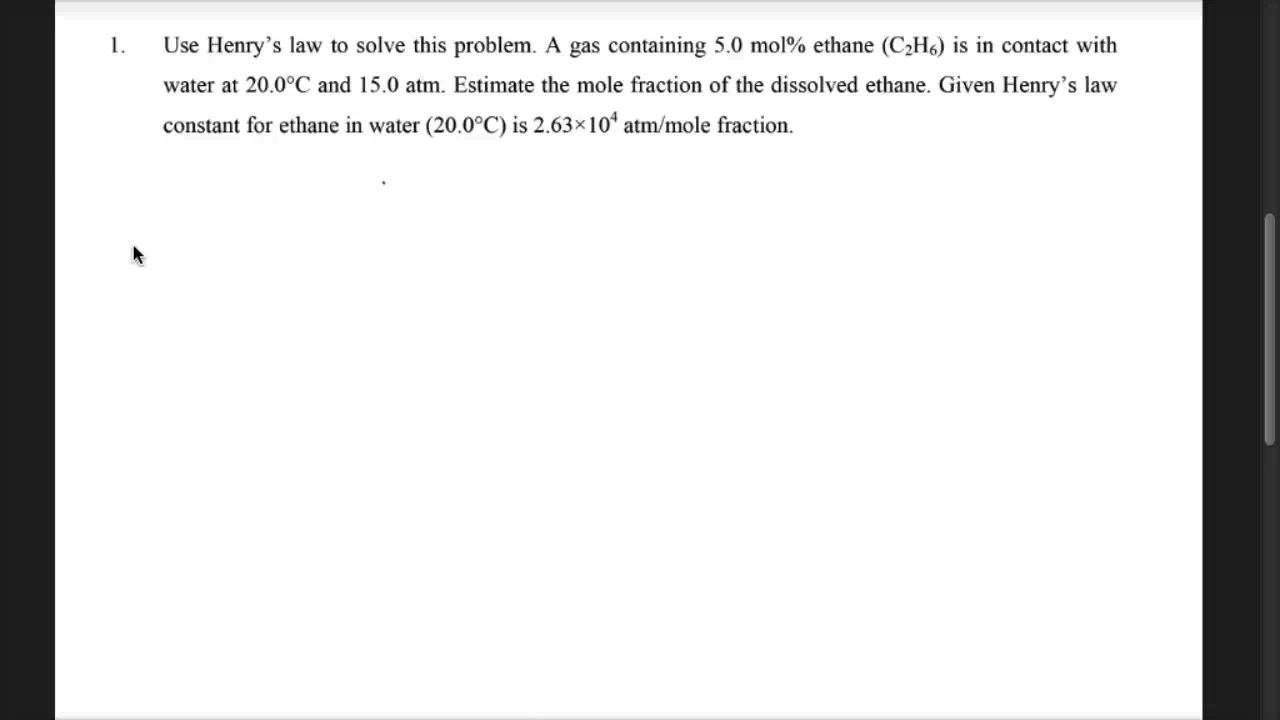 1. Use Henry’s law to solve this problem. A gas containing 5.0 mol% ethane (C₂H₆) is in contact with
water at 20.0°C and 15.0 atm. Estimate the mole fraction of the dissolved ethane. Given Henry’s law
constant for ethane in water (20.0°C) is 2.63×10⁴ atm/mole fraction.